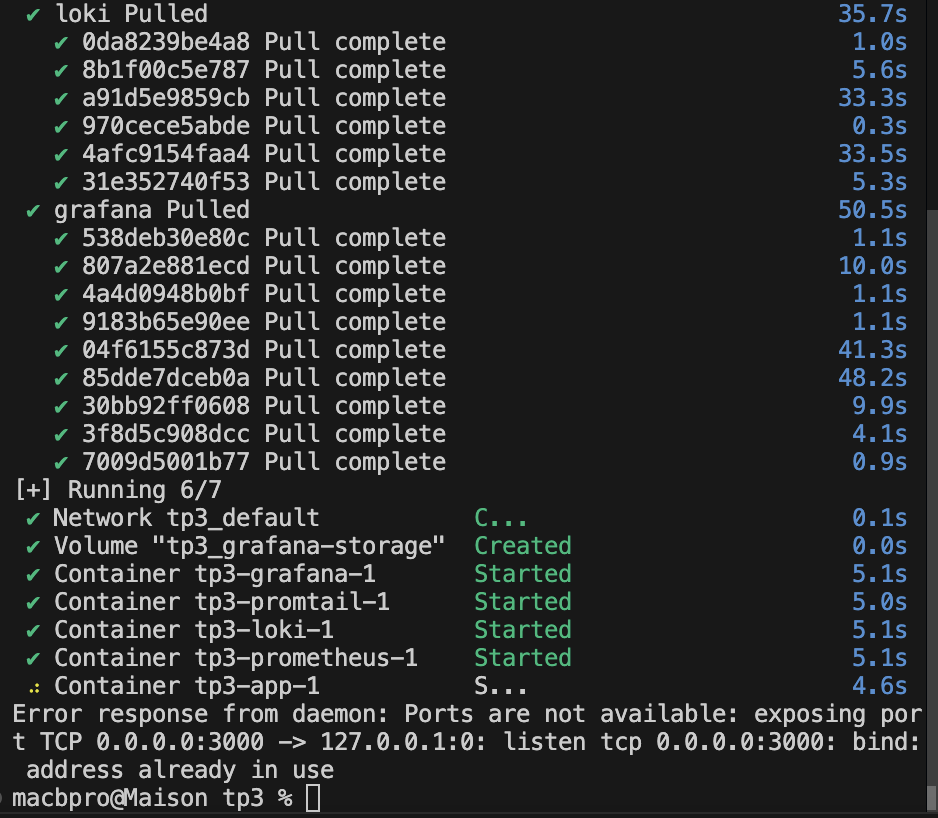 ✔ loki Pulled 35.7s
✔ 0da8239be4a8 Pull complete 1.0s
✔ 8b1f00c5e787 Pull complete 5.6s
✔ a91d5e9859cb Pull complete 33.3s
✔ 970cece5abde Pull complete 0.3s
✔ 4afc9154faa4 Pull complete 33.5s
✔ 31e352740f53 Pull complete 5.3s
✔ grafana Pulled 50.5s
✔ 538deb30e80c Pull complete 1.1s
✔ 807a2e881ecd Pull complete 10.0s
✔ 4a4d0948b0bf Pull complete 1.1s
✔ 9183b65e90ee Pull complete 1.1s
✔ 04f6155c873d Pull complete 41.3s
✔ 85dde7dceb0a Pull complete 48.2s
✔ 30bb92ff0608 Pull complete 9.9s
✔ 3f8d5c908dcc Pull complete 4.1s
✔ 7009d5001b77 Pull complete 0.9s
[+] Running 6/7
✔ Network tp3_default C... 0.1s
✔ Volume "tp3_grafana-storage" Created 0.0s
✔ Container tp3-grafana-1 Started 5.1s
✔ Container tp3-promtail-1 Started 5.0s
✔ Container tp3-loki-1 Started 5.1s
✔ Container tp3-prometheus-1 Started 5.1s
⠴ Container tp3-app-1 S... 4.6s
Error response from daemon: Ports are not available: exposing por
t TCP 0.0.0.0:3000 -> 127.0.0.1:0: listen tcp 0.0.0.0:3000: bind:
address already in use
macbpro@Maison tp3 %